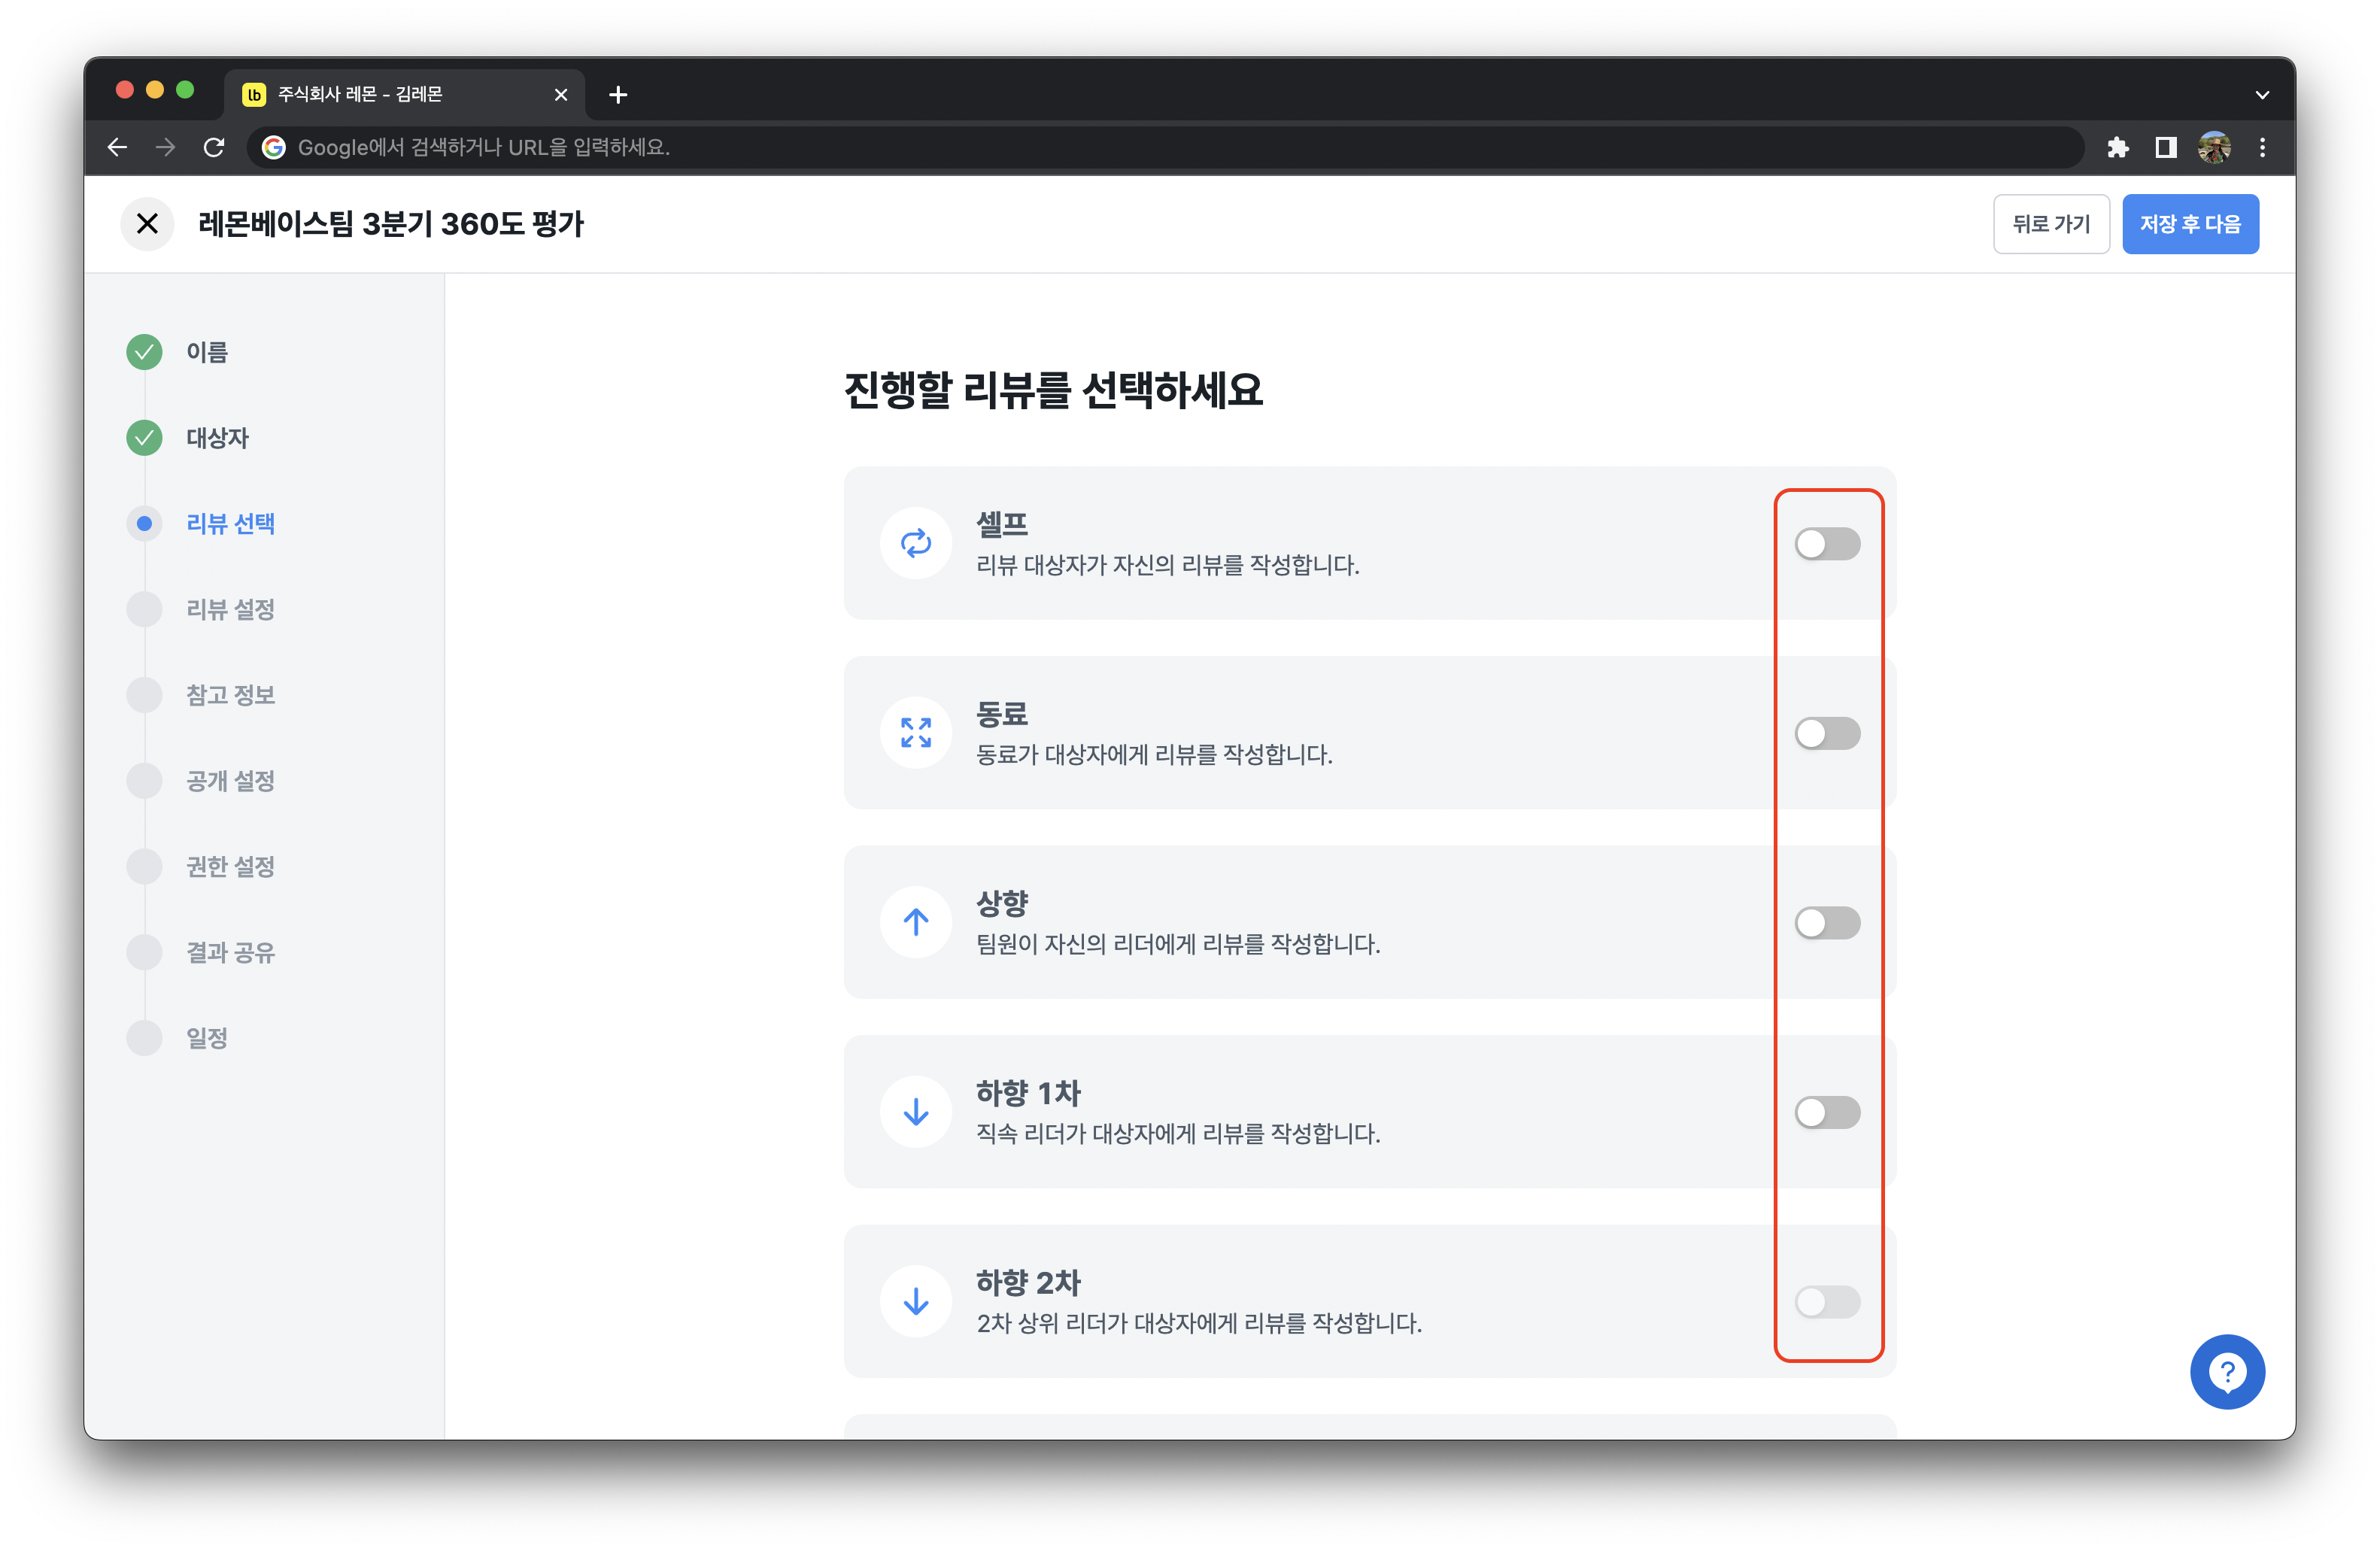 lb 주식회사 레몬 - 김레몬
Google에서 검색하거나 URL을 입력하세요.
레몬베이스팀 3분기 360도 평가
뒤로 가기
저장 후 다음
이름
대상자
리뷰 선택
리뷰 설정
참고 정보
공개 설정
권한 설정
결과 공유
일정
진행할 리뷰를 선택하세요
셀프
리뷰 대상자가 자신의 리뷰를 작성합니다.
동료
동료가 대상자에게 리뷰를 작성합니다.
상향
팀원이 자신의 리더에게 리뷰를 작성합니다.
하향 1차
직속 리더가 대상자에게 리뷰를 작성합니다.
하향 2차
2차 상위 리더가 대상자에게 리뷰를 작성합니다.
?